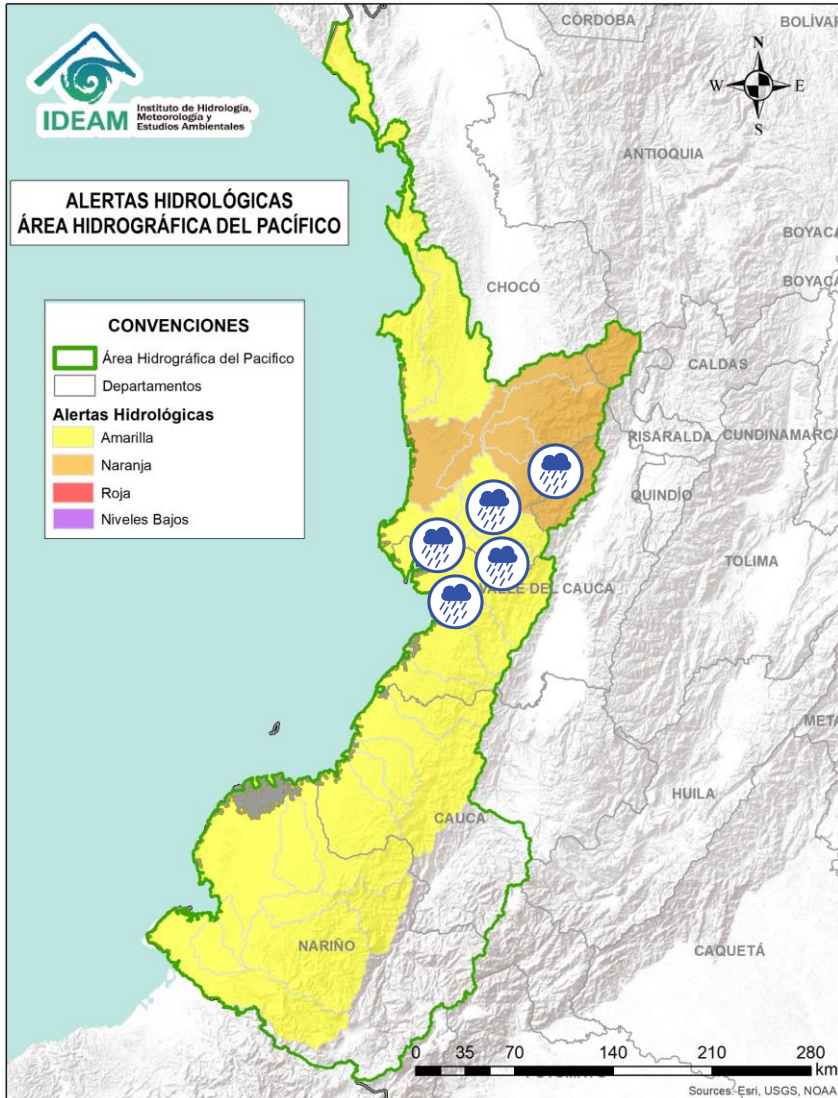 IDEAM
Instituto de Hidrología,
Meteorología y
Estudios Ambientales
ALERTAS HIDROLÓGICAS
ÁREA HIDROGRÁFICA DEL PACÍFICO
CONVENCIONES
Área Hidrográfica del Pacifico
Departamentos
Alertas Hidrológicas
Amarilla
Naranja
Roja
Niveles Bajos
N
W
E
S
CÓRDOBA
BOLÍVAR
ANTIOQUIA
BOYACÁ
BOYACÁ
CHOCÓ
CALDAS
RISARALDA
CUNDINAMARCA
QUINDÍO
TOLIMA
VALLE DEL CAUCA
META
HUILA
CAUCA
NARIÑO
CAQUETÁ
0 35 70 140 210 280
km
Sources: Esri, USGS, NOAA